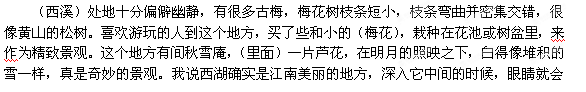 （西溪）处地十分偏僻幽静，有很多古梅，梅花树枝条短小，枝条弯曲并密集交错，很
像黄山的松树。喜欢游玩的人到这个地方，买了些和小的（梅花），栽种在花池或树盆里，来
作为精致景观。这个地方有间秋雪庵，（里面）一片芦花，在明月的照映之下，白得像堆积的
雪一样，真是奇妙的景观。我说西湖确实是江南美丽的地方，深入它中间的时候，眼睛就会